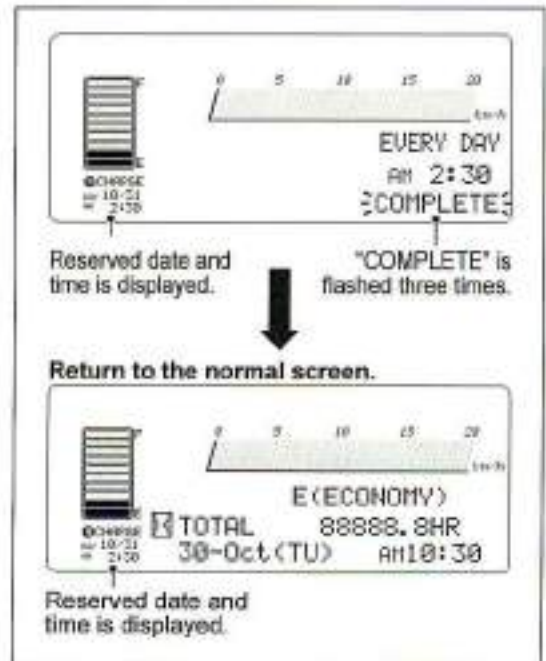 F
0 5 10 15 20
km/h
E
EVERY DAY
AM 2:30
COMPLETE
CHARGE
10/31
2:30
Reserved date and
time is displayed.
"COMPLETE" is
flashed three times.
Return to the normal screen.
F
0 5 10 15 20
km/h
E
E(ECONOMY)
CHARGE
10/31
2:30
TOTAL 88888.8HR
30-Oct(TU) AM10:30
Reserved date and
time is displayed.